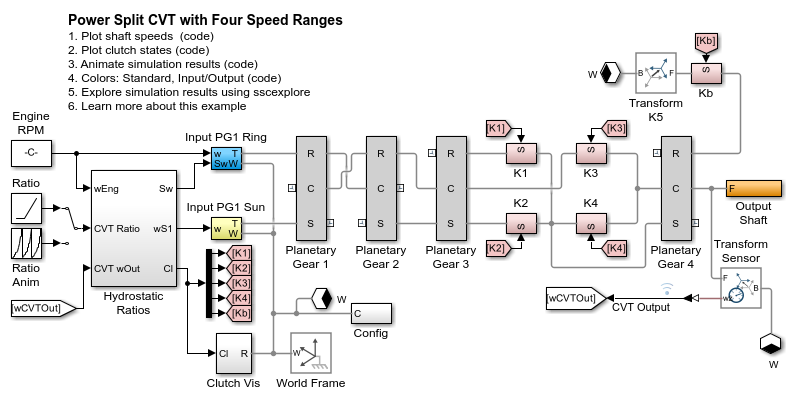 Power Split CVT with Four Speed Ranges
1. Plot shaft speeds (code)
2. Plot clutch states (code)
3. Animate simulation results (code)
4. Colors: Standard, Input/Output (code)
5. Explore simulation results using sscexplore
6. Learn more about this example
[Kb]
W
B
F
S
Kb
Transform
K5
Engine
RPM
-C-
Input PG1 Ring
w T
SwW
R
C
S
Planetary
Gear 1
R
C
S
Planetary
Gear 2
R
C
S
Planetary
Gear 3
[K1]
S
K1
[K3]
S
K3
K2
S
[K2]
K4
S
[K4]
R
C
S
Planetary
Gear 4
F
Output
Shaft
Ratio
Ratio
Anim
wEng
CVT Ratio
CVT wOut
Sw
wS1
Cl
Hydrostatic
Ratios
[wCVTOut]
Input PG1 Sun
w T
W
[K1]
[K2]
[K3]
[K4]
[Kb]
W
C
Config
Cl R
Clutch Vis
W
World Frame
Transform
Sensor
F
B
wz
[wCVTOut]
CVT Output
W